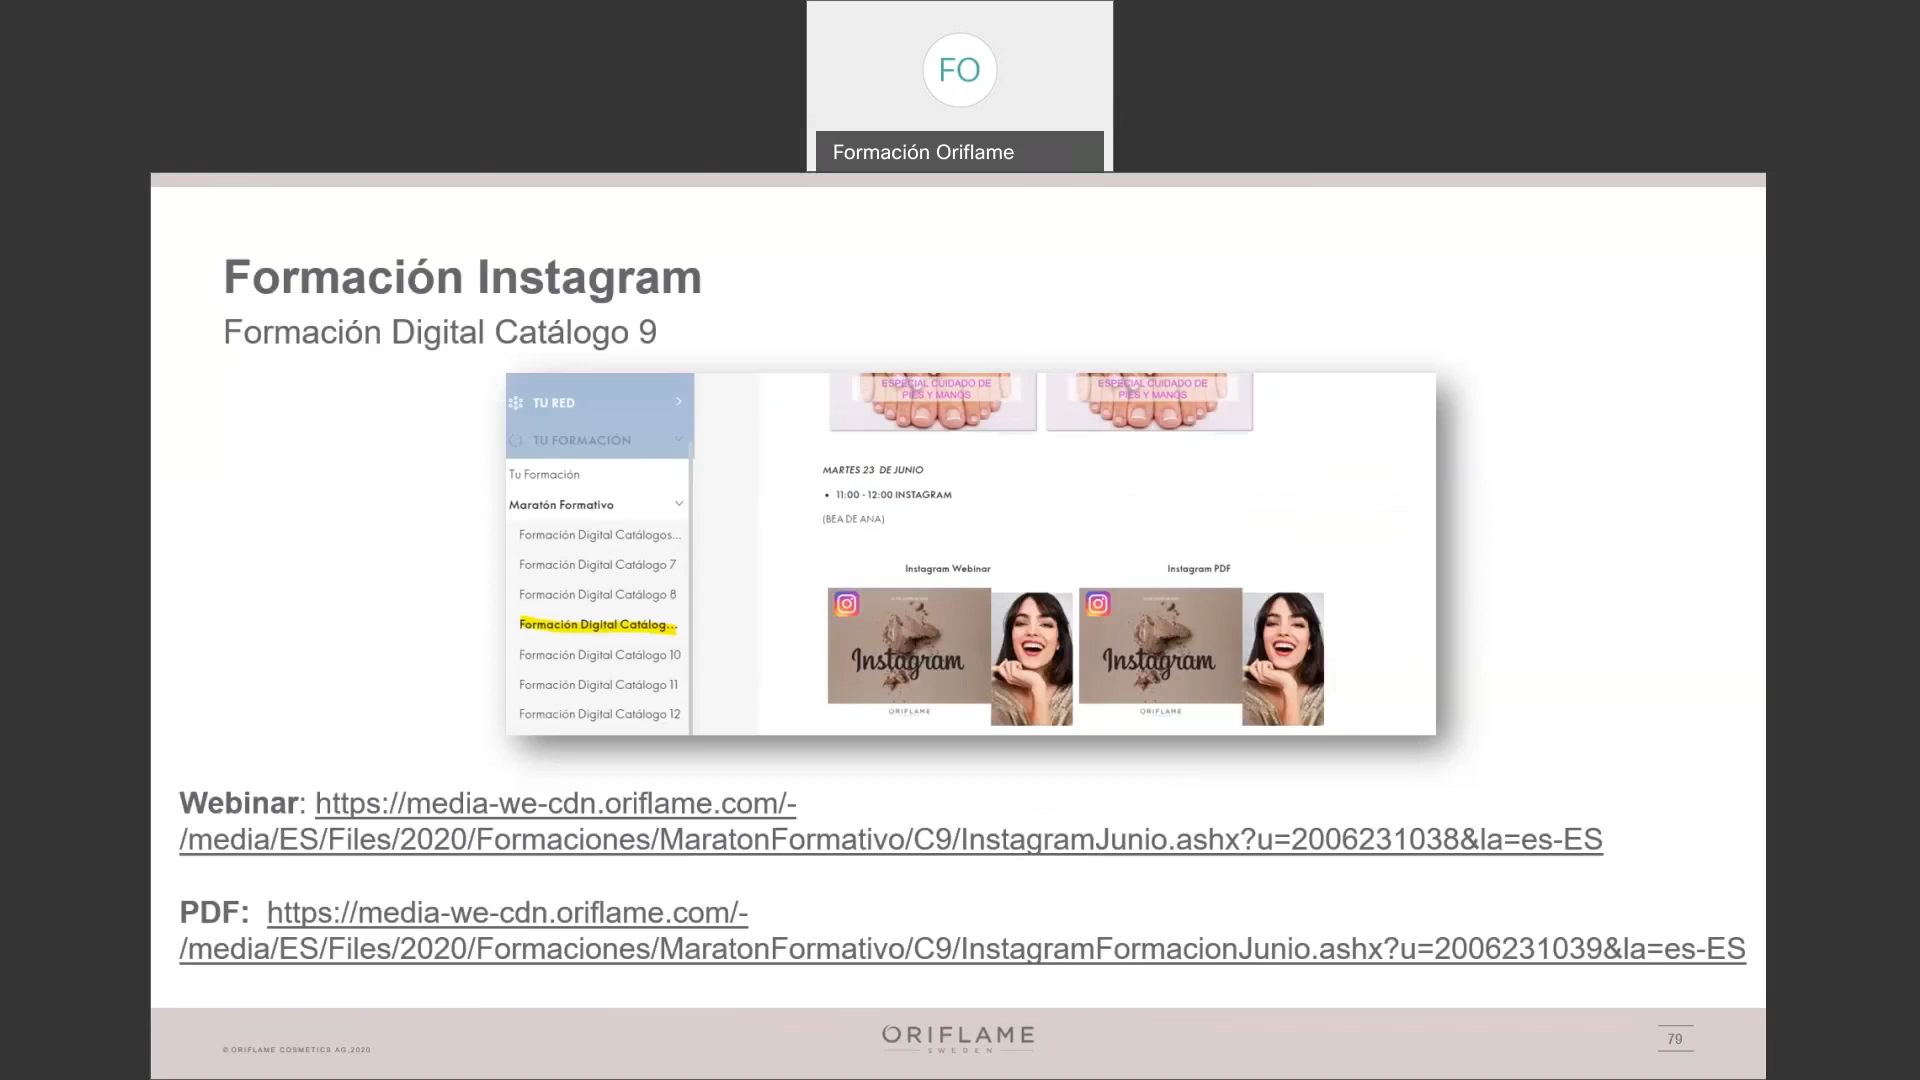 FO
Formación Oriflame
Formación Instagram
Formación Digital Catálogo 9
TU RED
TU FORMACIÓN
Tu Formación
Maratón Formativo
Formación Digital Catálogos...
Formación Digital Catálogo 7
Formación Digital Catálogo 8
Formación Digital Catálog...
Formación Digital Catálogo 10
Formación Digital Catálogo 11
Formación Digital Catálogo 12
ESPECIAL CUIDADO DE
PIES Y MANOS
ESPECIAL CUIDADO DE
PIES Y MANOS
MARTES 23 DE JUNIO
• 11:00 - 12:00 INSTAGRAM
(BEA DE ANA)
Instagram Webinar
Instagram PDF
Instagram
ORIFLAME
Instagram
ORIFLAME
Webinar: https://media-we-cdn.oriflame.com/-
/media/ES/Files/2020/Formaciones/MaratonFormativo/C9/InstagramJunio.ashx?u=2006231038&la=es-ES
PDF: https://media-we-cdn.oriflame.com/-
/media/ES/Files/2020/Formaciones/MaratonFormativo/C9/InstagramFormacionJunio.ashx?u=2006231039&la=es-ES
© ORIFLAME COSMETICS AG,2020
ORIFLAME
SWEDEN
79